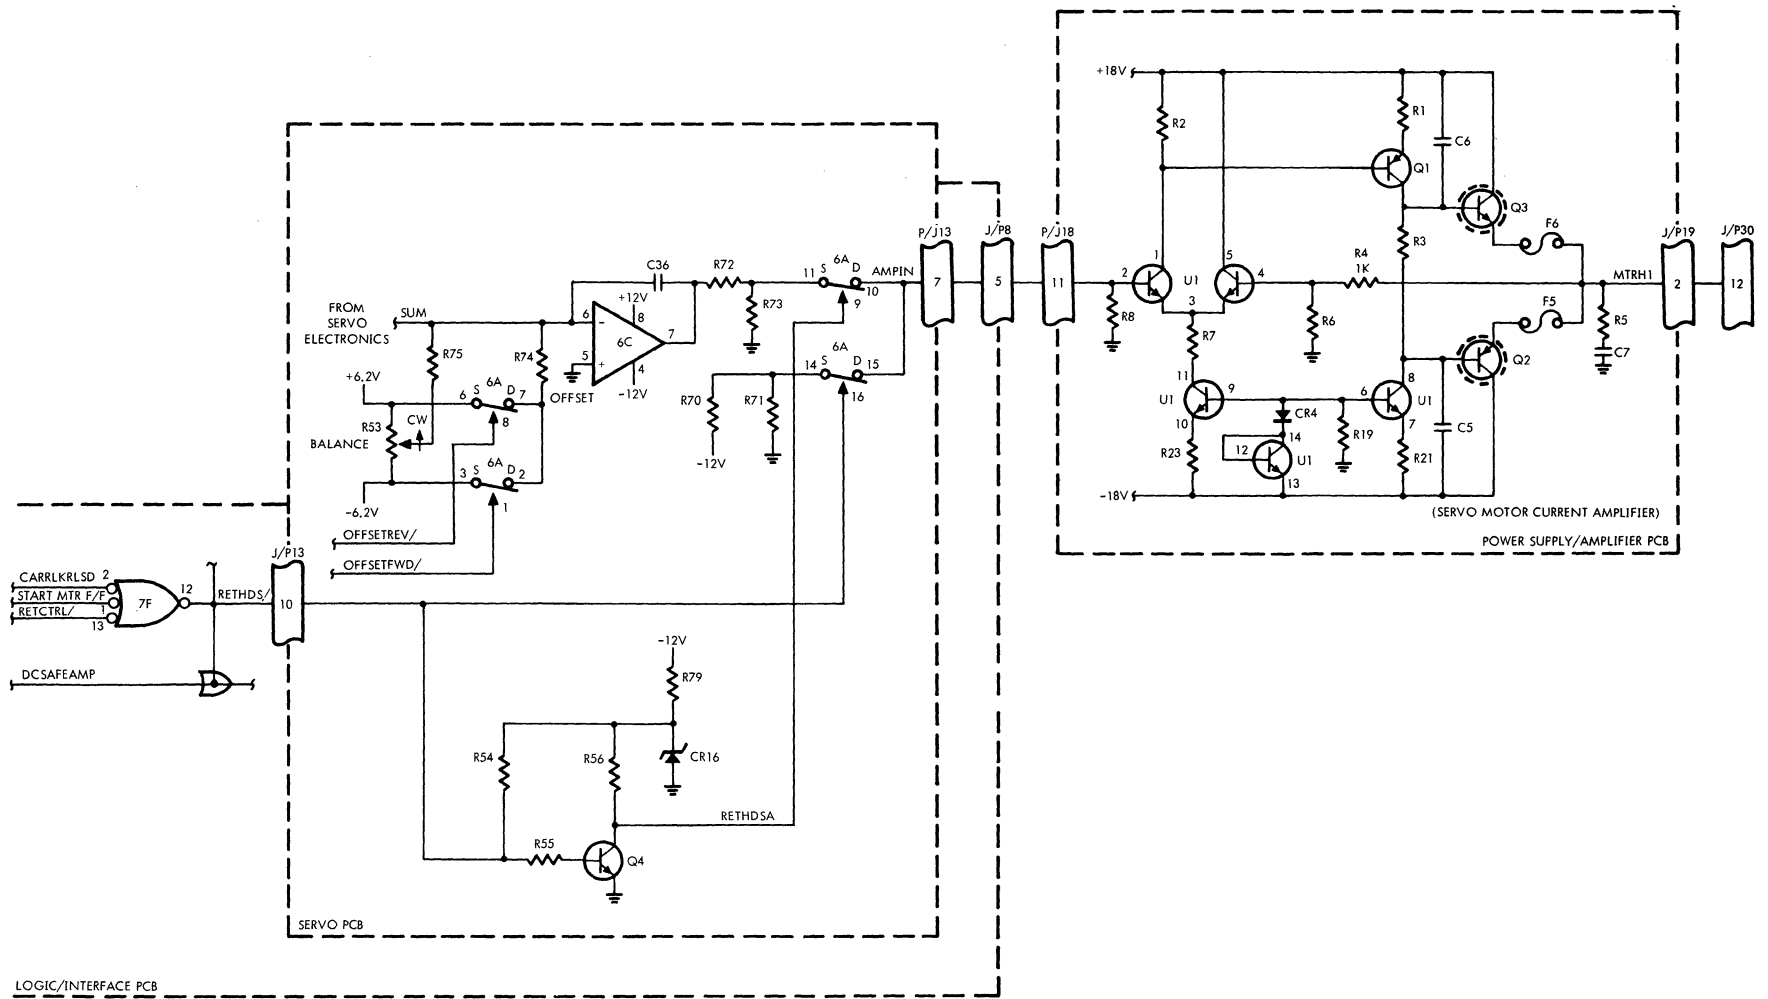 +18V
R2
R1
C6
Q1
Q3
F6
R3
R4
1K
J/P19
J/P30
P/J13
J/P8
P/J18
7
5
11
1
5
2
4
U1
3
R7
R8
R6
MTRH1
2
12
F5
R5
C7
Q2
C36
R72
11 S 6A D
10
AMPIN
9
R73
FROM
SERVO
ELECTRONICS
SUM
+12V
6
-
8
6C
7
5
+
4
-12V
OFFSET
R75
R74
6A
14 S D 15
16
+6.2V
6 S 6A D 7
8
R53
CW
BALANCE
R70
R71
-12V
3 S 6A D 2
1
-6.2V
OFFSETREV/
OFFSETFWD/
11
U1
9
10
R23
CR4
14
12
U1
13
R19
6
8
U1
7
R21
C5
-18V
(SERVO MOTOR CURRENT AMPLIFIER)
POWER SUPPLY/AMPLIFIER PCB
J/P13
10
CARRLKRLSD 2
START MTR F/F 1
RETCTRL/
13
7F
12
RETHDS/
DCSAFEAMP
-12V
R79
R54
R56
CR16
RETHDSA
R55
Q4
SERVO PCB
LOGIC/INTERFACE PCB